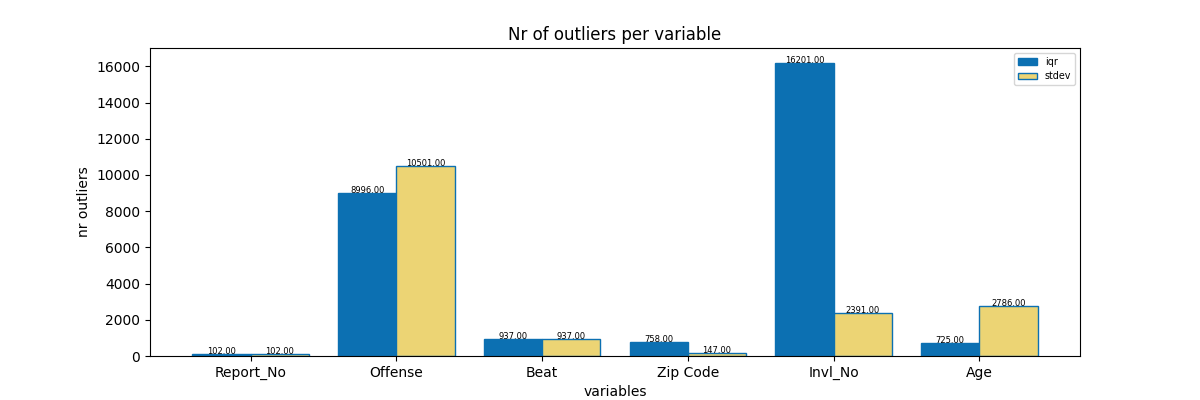 Nr of outliers per variable
iqr
stdev
nr outliers
16000
14000
12000
10000
8000
6000
4000
2000
0
102.00 102.00
8996.00 10501.00
937.00 937.00
758.00 147.00
16201.00 2391.00
725.00 2786.00
Report_No Offense Beat Zip Code Invl_No Age
variables